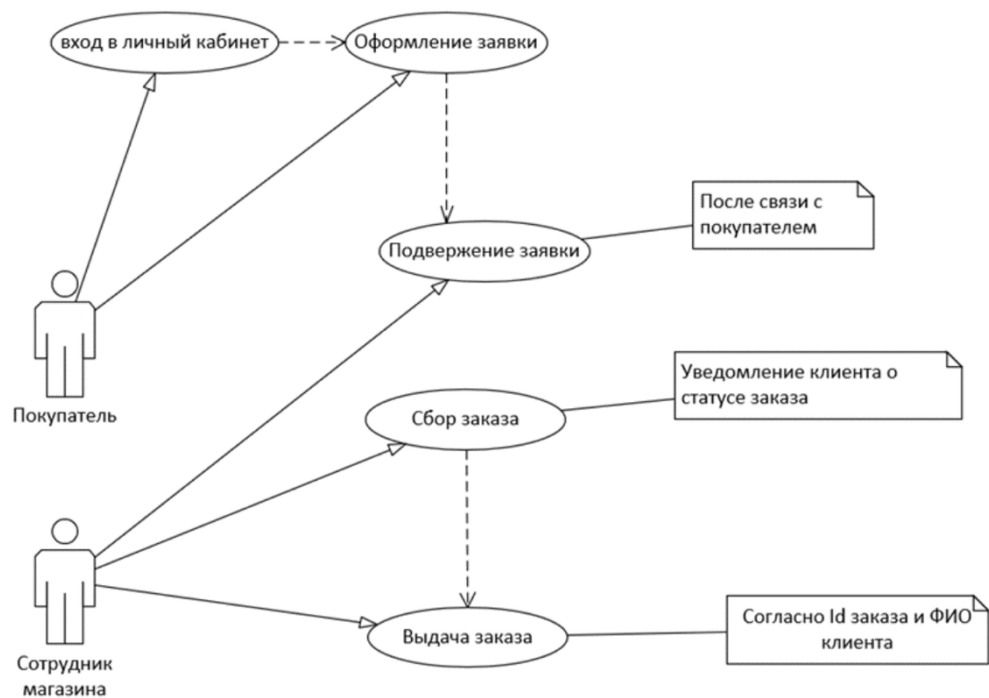 вход в личный кабинет
Оформление заявки
После связи с
покупателем
Подвержение заявки
Покупатель
Уведомление клиента о
статусе заказа
Сбор заказа
Согласно Id заказа и ФИО
клиента
Выдача заказа
Сотрудник
магазина